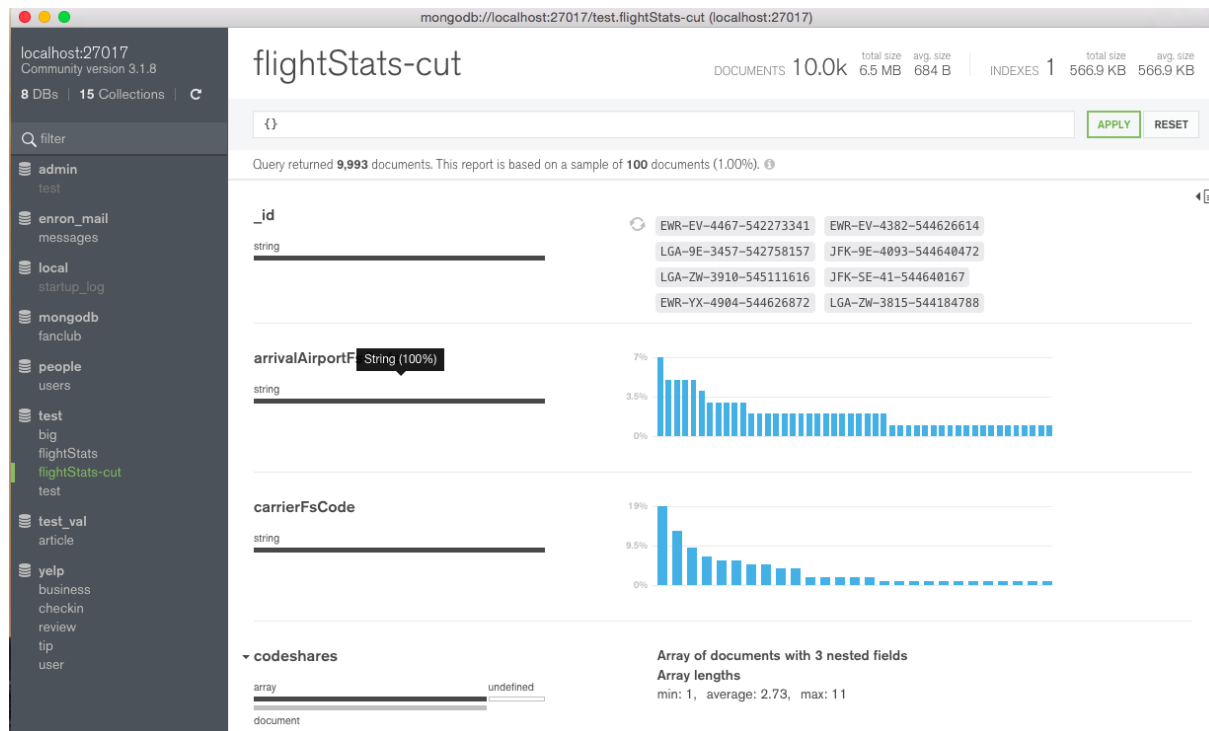 mongodb://localhost:27017/test.flightStats-cut (localhost:27017)
localhost:27017
Community version 3.1.8
8 DBs | 15 Collections |
filter
admin
test
enron_mail
messages
local
startup_log
mongodb
fanclub
people
users
test
big
flightStats
flightStats-cut
test
test_val
article
yelp
business
checkin
review
tip
user
flightStats-cut
DOCUMENTS 10.0k total size 6.5 MB avg. size 684 B
INDEXES 1 total size 566.9 KB avg. size 566.9 KB
{}
APPLY RESET
Query returned 9,993 documents. This report is based on a sample of 100 documents (1.00%).
_id
string
EWR-EV-4467-542273341 EWR-EV-4382-544626614
LGA-9E-3457-542758157 JFK-9E-4093-544640472
LGA-ZW-3910-545111616 JFK-SE-41-544640167
EWR-YX-4904-544626872 LGA-ZW-3815-544184788
arrivalAirportF
String (100%)
string
7%
3.5%
0%
carrierFsCode
string
19%
9.5%
0%
codeshares
array undefined
document
Array of documents with 3 nested fields
Array lengths
min: 1, average: 2.73, max: 11